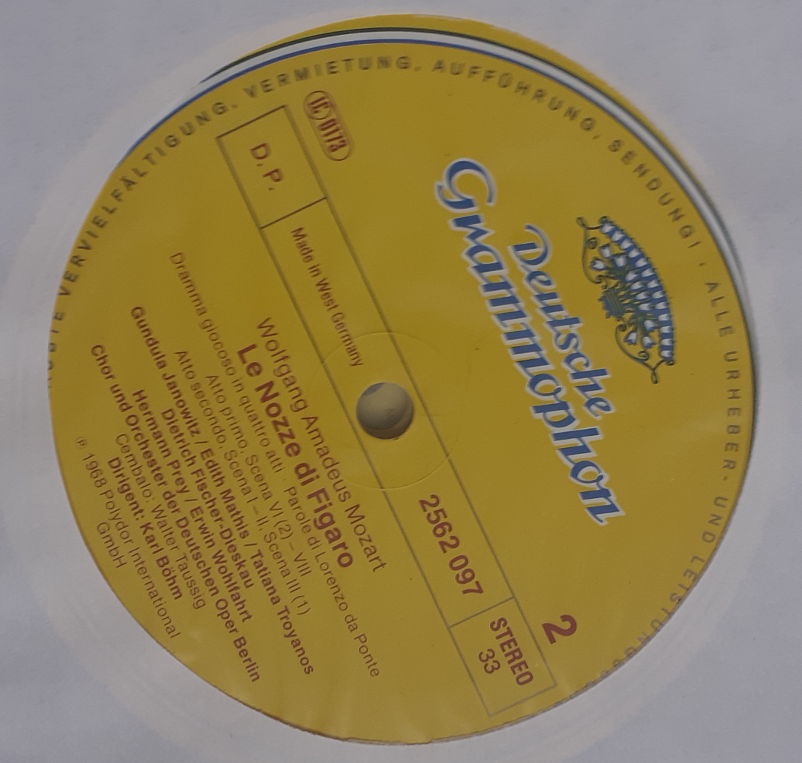 VERVIELFÄLTIGUNG, VERMIETUNG, AUFFÜHRUNG, SENDUNG! · ALLE URHEBER- UND
Deutsche
Grammophon
LC 0173
2
D.P.
Made in West Germany
2562 097
STEREO
33
Wolfgang Amadeus Mozart
Le Nozze di Figaro
Dramma giocoso in quattro atti · Parole di Lorenzo da Ponte
Atto primo, Scena VI (2) – VIII
Atto secondo, Scena I – II, Scena III (1)
Gundula Janowitz / Edith Mathis / Tatiana Troyanos
Dietrich Fischer-Dieskau
Hermann Prey / Erwin Wohlfahrt
Chor und Orchester der Deutschen Oper Berlin
Cembalo: Walter Taussig
Dirigent: Karl Böhm
℗ 1968 Polydor International
GmbH